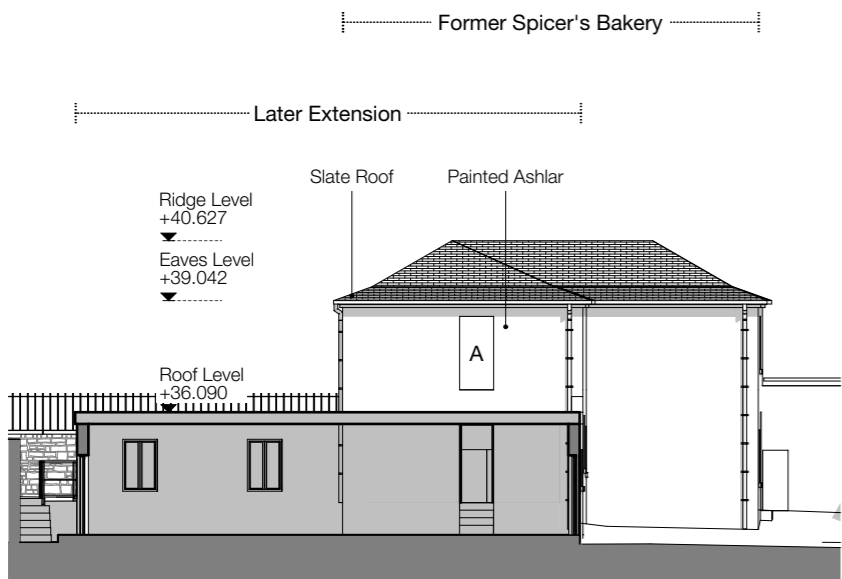 Former Spicer's Bakery
Later Extension
Slate Roof
Painted Ashlar
Ridge Level
+40.627
Eaves Level
+39.042
A
Roof Level
+36.090